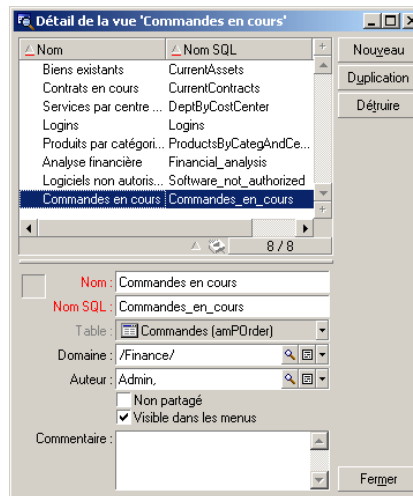 Détail de la vue 'Commandes en cours'
Nom Nom SQL
Biens existants CurrentAssets
Contrats en cours CurrentContracts
Services par centre ... DeptByCostCenter
Logins Logins
Produits par catégori... ProductsByCategAndCe...
Analyse financière Financial_analysis
Logiciels non autoris... Software_not_authorized
Commandes en cours Commandes_en_cours
8 / 8
Nouveau
Duplication
Détruire
Nom : Commandes en cours
Nom SQL : Commandes_en_cours
Table : Commandes (amPOrder)
Domaine : /Finance/
Auteur : Admin,
Non partagé
Visible dans les menus
Commentaire :
Fermer